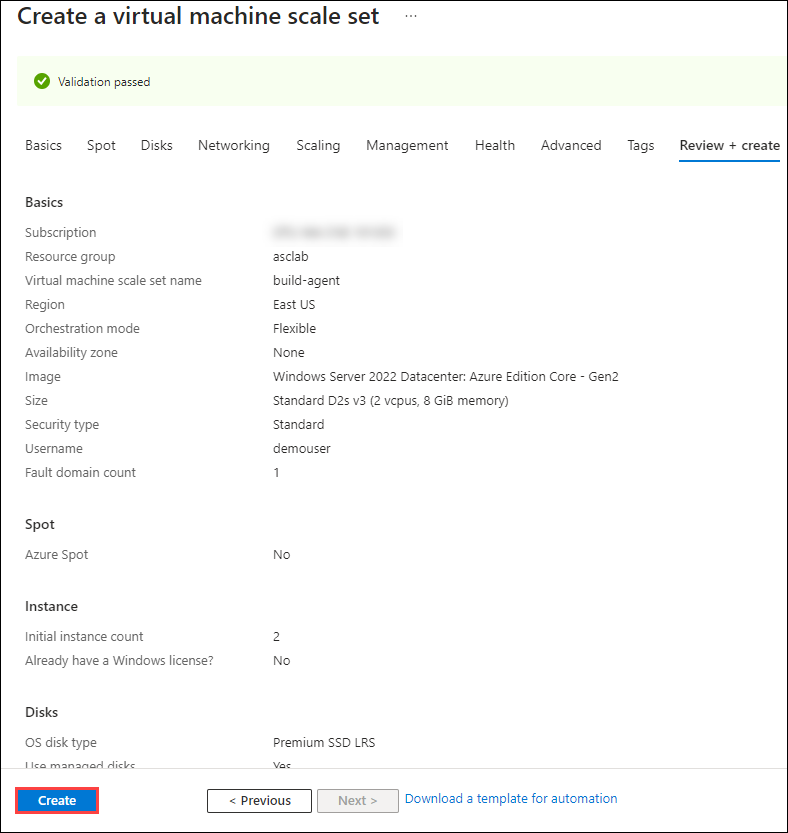 Create a virtual machine scale set ...
Validation passed
Basics Spot Disks Networking Scaling Management Health Advanced Tags Review + create
Basics
Subscription
Resource group asclab
Virtual machine scale set name build-agent
Region East US
Orchestration mode Flexible
Availability zone None
Image Windows Server 2022 Datacenter: Azure Edition Core - Gen2
Size Standard D2s v3 (2 vcpus, 8 GiB memory)
Security type Standard
Username demouser
Fault domain count 1
Spot
Azure Spot No
Instance
Initial instance count 2
Already have a Windows license? No
Disks
OS disk type Premium SSD LRS
Use managed disks Yes
Create < Previous Next > Download a template for automation